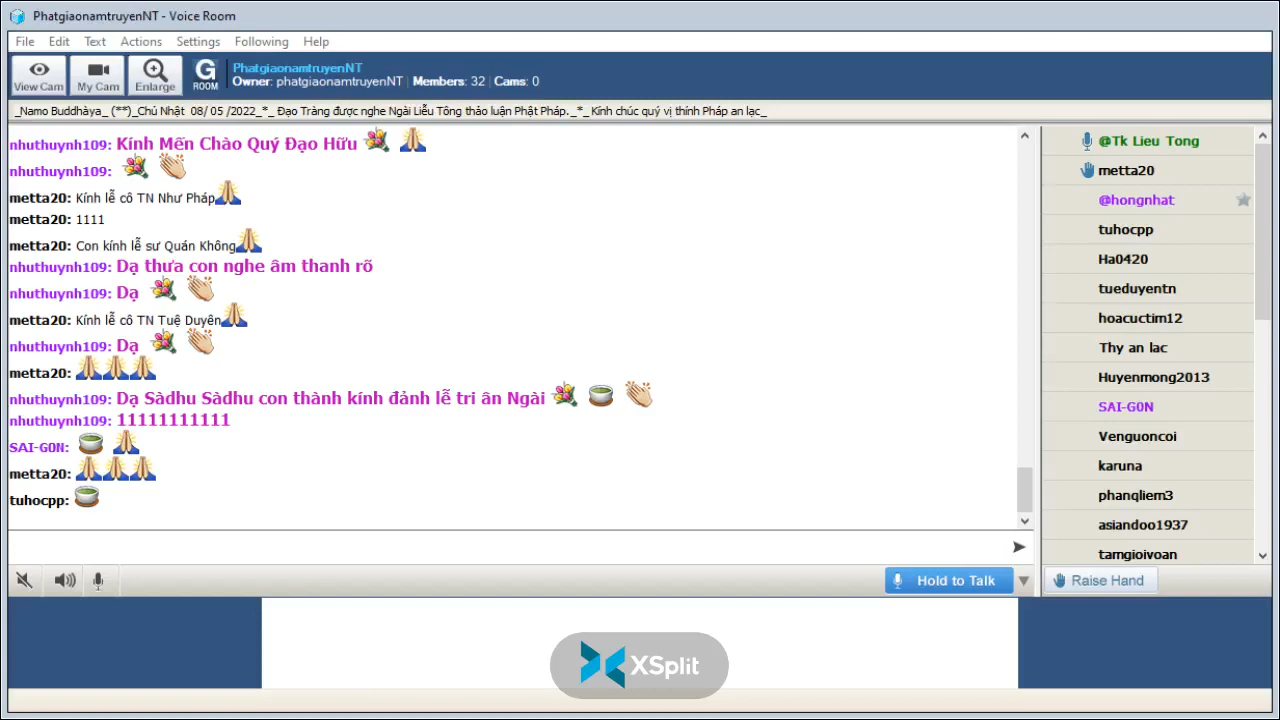 PhatgiaonamtruyenNT - Voice Room
File Edit Text Actions Settings Following Help
View Cam My Cam Enlarge G ROOM
PhatgiaonamtruyenNT
Owner: phatgiaonamtruyenNT | Members: 32 | Cams: 0
_Namo Buddhàya_ (**)_Chủ Nhật 08/ 05 /2022_*_ Đạo Tràng được nghe Ngài Liễu Tông thảo luận Phật Pháp._*_Kính chúc quý vị thính Pháp an lạc_
nhuthuynh109: Kính Mến Chào Quý Đạo Hữu
nhuthuynh109:
metta20: Kính lễ cô TN Như Pháp
metta20: 1111
metta20: Con kính lễ sư Quán Không
nhuthuynh109: Dạ thưa con nghe âm thanh rõ
nhuthuynh109: Dạ
metta20: Kính lễ cô TN Tuệ Duyên
nhuthuynh109: Dạ
metta20:
nhuthuynh109: Dạ Sàdhu Sàdhu con thành kính đảnh lễ tri ân Ngài
nhuthuynh109: 11111111111
SAI-G0N:
metta20:
tuhocpp:
@Tk Lieu Tong
metta20
@hongnhat
tuhocpp
Ha0420
tueduyentn
hoacuctim12
Thy an lac
Huyenmong2013
SAI-G0N
Venguoncoi
karuna
phanqliem3
asiandoo1937
tamgioivoan
Hold to Talk
Raise Hand
XSplit